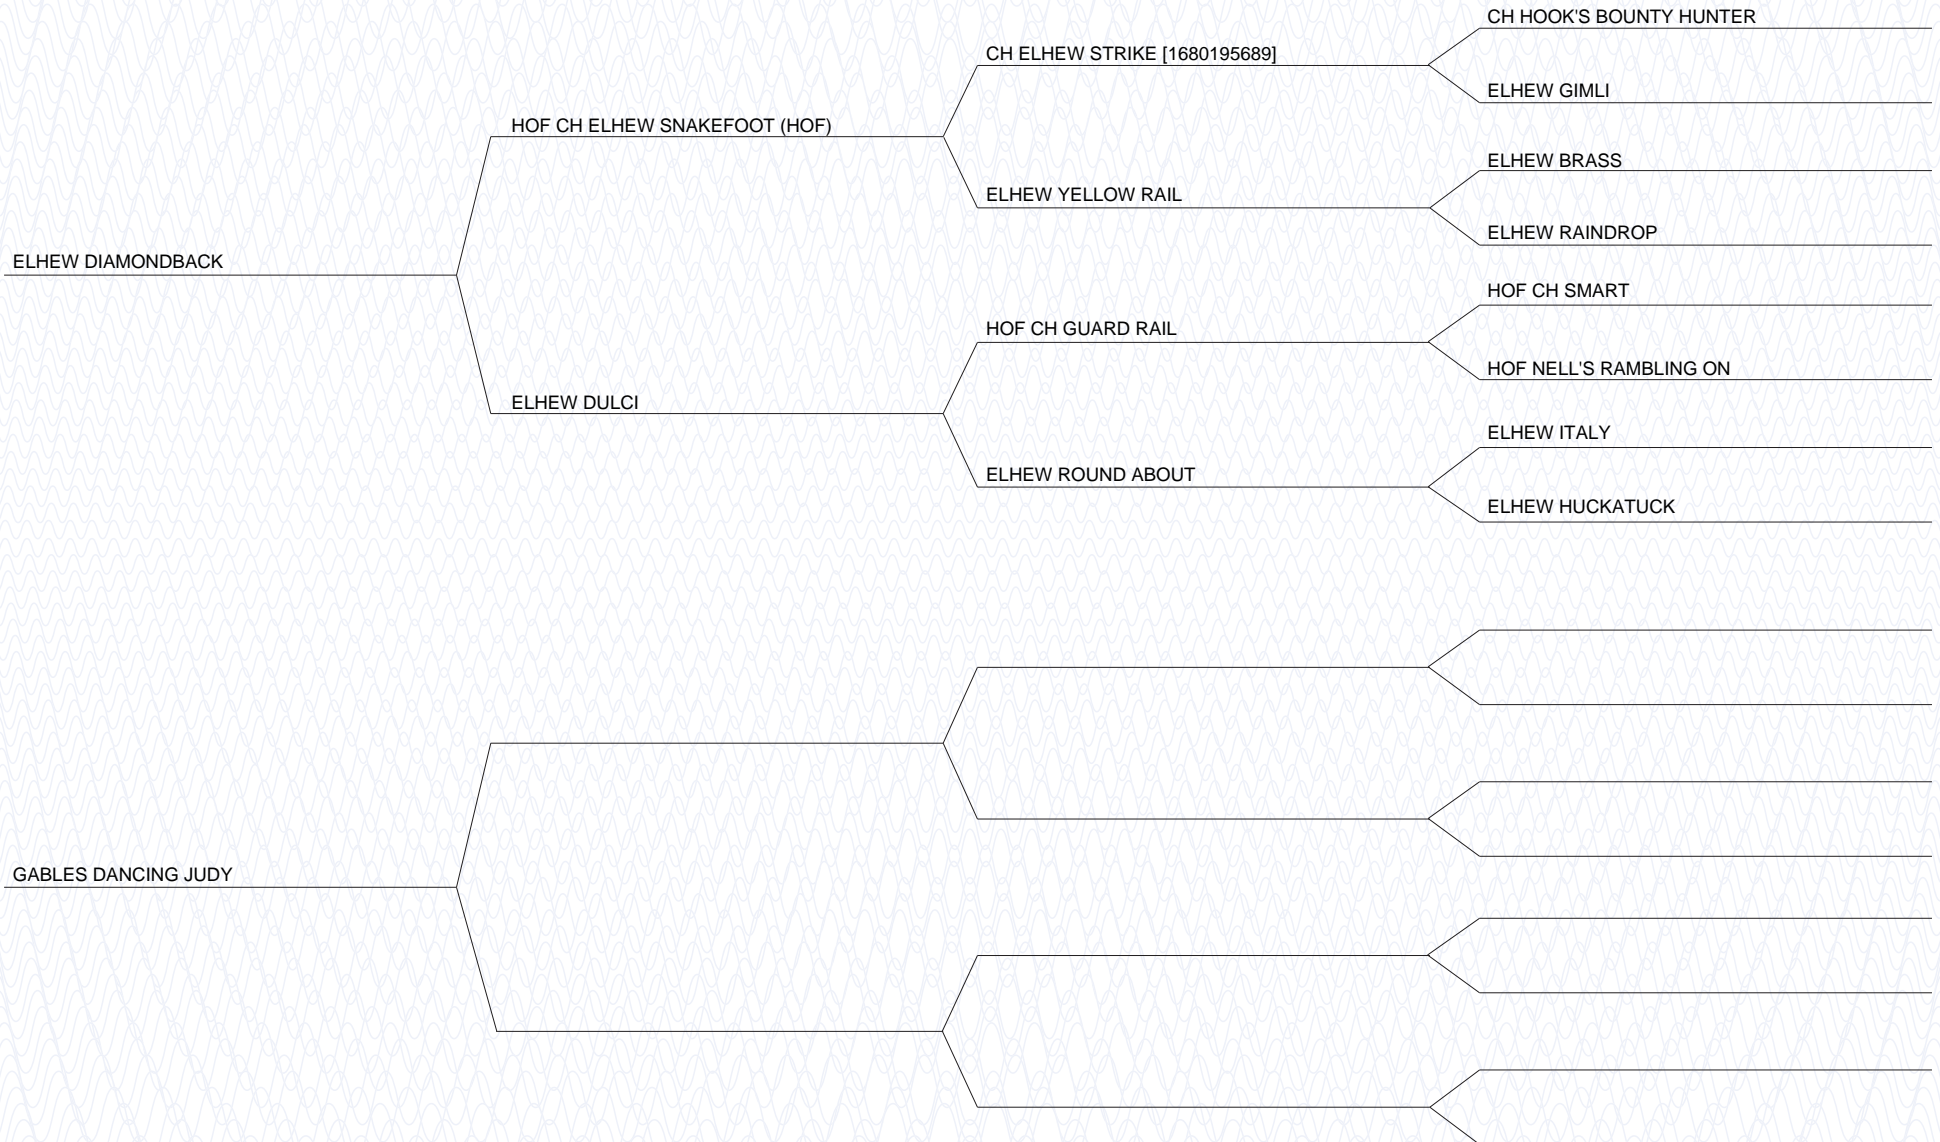 CH HOOK'S BOUNTY HUNTER
CH ELHEW STRIKE [1680195689]
ELHEW GIMLI
HOF CH ELHEW SNAKEFOOT (HOF)
ELHEW BRASS
ELHEW YELLOW RAIL
ELHEW RAINDROP
ELHEW DIAMONDBACK
HOF CH SMART
HOF CH GUARD RAIL
HOF NELL'S RAMBLING ON
ELHEW DULCI
ELHEW ITALY
ELHEW ROUND ABOUT
ELHEW HUCKATUCK
GABLES DANCING JUDY